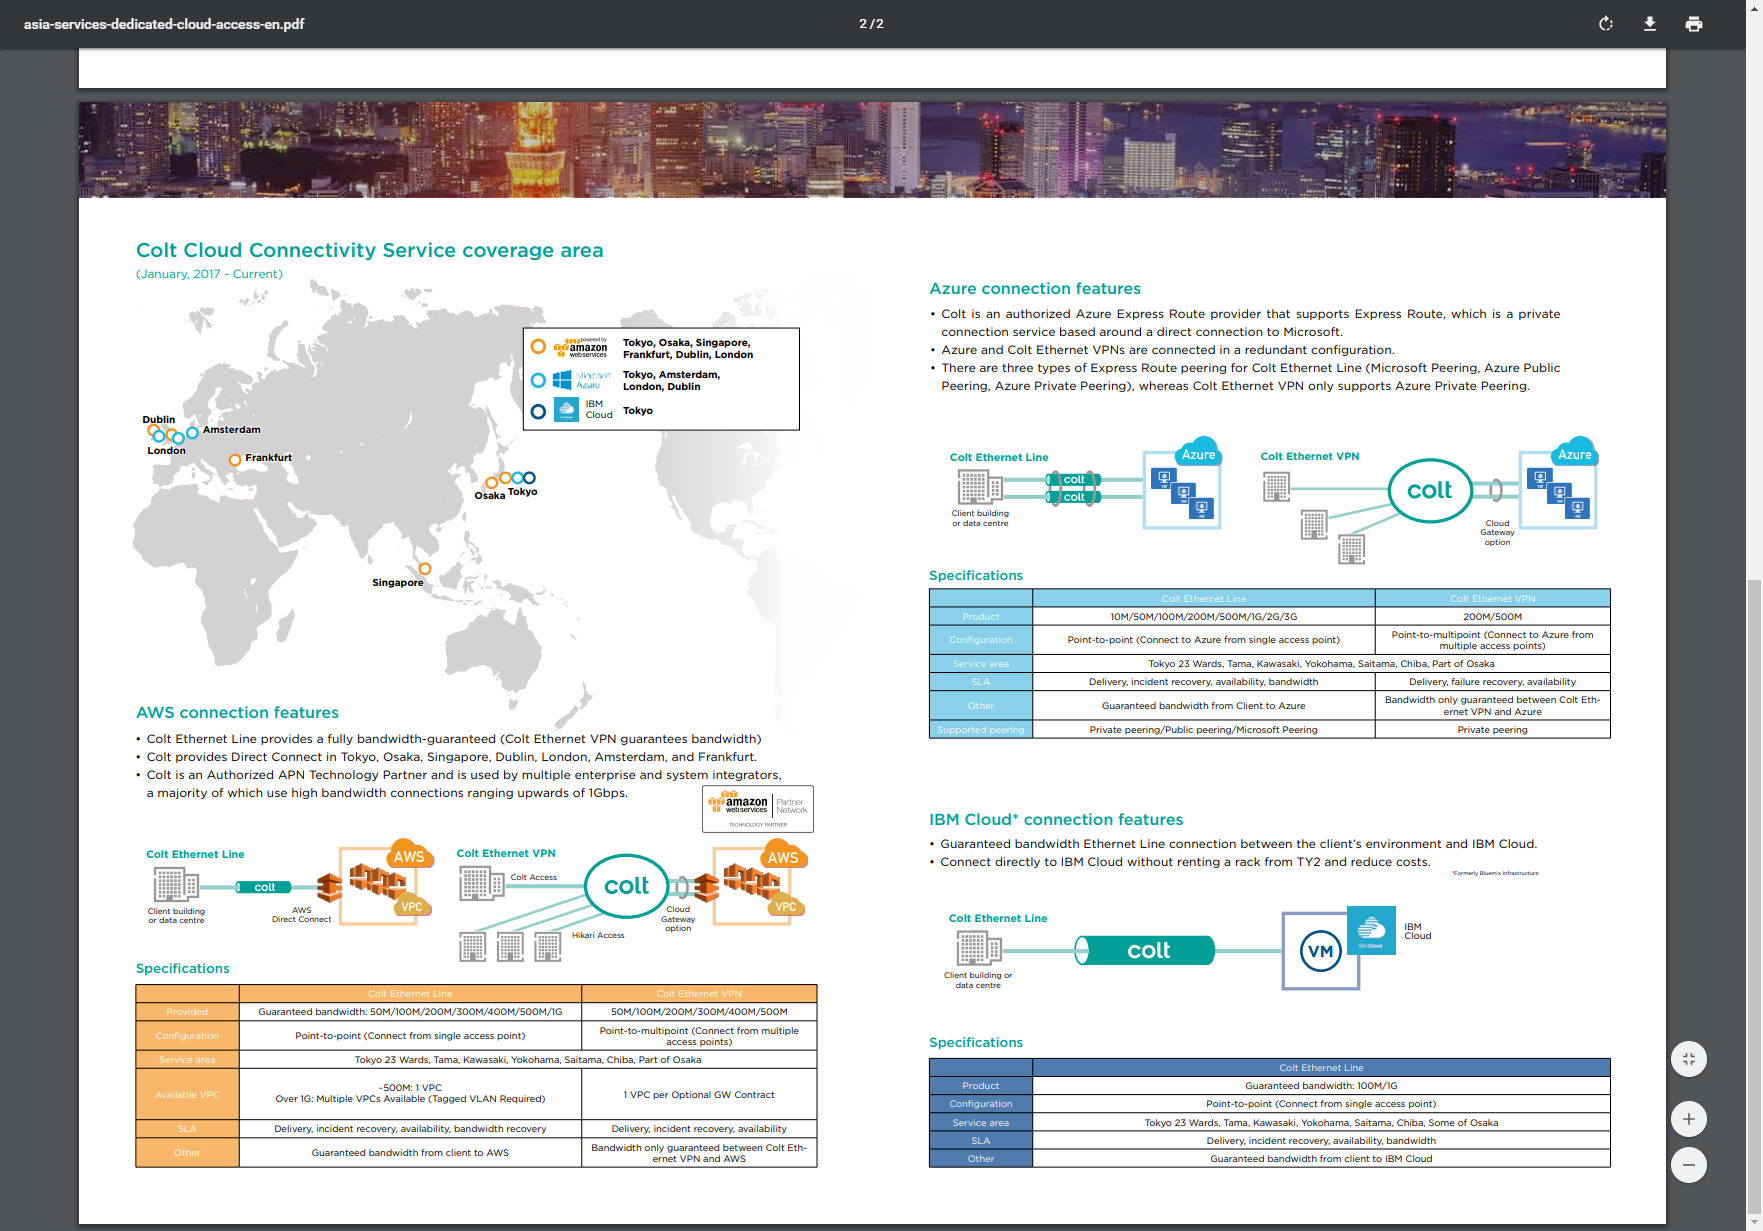 asia-services-dedicated-cloud-access-en.pdf
2 / 2
Colt Cloud Connectivity Service coverage area
(January, 2017 - Current)
powered by
amazon
web services
Tokyo, Osaka, Singapore,
Frankfurt, Dublin, London
Microsoft
Azure
Tokyo, Amsterdam,
London, Dublin
IBM
Cloud
Tokyo
Dublin
Amsterdam
London
Frankfurt
Osaka
Tokyo
Singapore
AWS connection features
• Colt Ethernet Line provides a fully bandwidth-guaranteed (Colt Ethernet VPN guarantees bandwidth)
• Colt provides Direct Connect in Tokyo, Osaka, Singapore, Dublin, London, Amsterdam, and Frankfurt.
• Colt is an Authorized APN Technology Partner and is used by multiple enterprise and system integrators,
a majority of which use high bandwidth connections ranging upwards of 1Gbps.
amazon
web services
Partner
Network
TECHNOLOGY PARTNER
Colt Ethernet Line
colt
AWS
VPC
Client building
or data centre
AWS
Direct Connect
Colt Ethernet VPN
Colt Access
colt
AWS
VPC
Cloud
Gateway
option
Hikari Access
Specifications
Colt Ethernet Line Colt Ethernet VPN
Provided Guaranteed bandwidth: 50M/100M/200M/300M/400M/500M/1G 50M/100M/200M/300M/400M/500M
Configuration Point-to-point (Connect from single access point) Point-to-multipoint (Connect from multiple
access points)
Service area Tokyo 23 Wards, Tama, Kawasaki, Yokohama, Saitama, Chiba, Part of Osaka
Available VPC ~500M: 1 VPC
Over 1G: Multiple VPCs Available (Tagged VLAN Required) 1 VPC per Optional GW Contract
SLA Delivery, incident recovery, availability, bandwidth recovery Delivery, incident recovery, availability
Other Guaranteed bandwidth from client to AWS Bandwidth only guaranteed between Colt Eth-
ernet VPN and AWS
Azure connection features
• Colt is an authorized Azure Express Route provider that supports Express Route, which is a private
connection service based around a direct connection to Microsoft.
• Azure and Colt Ethernet VPNs are connected in a redundant configuration.
• There are three types of Express Route peering for Colt Ethernet Line (Microsoft Peering, Azure Public
Peering, Azure Private Peering), whereas Colt Ethernet VPN only supports Azure Private Peering.
Colt Ethernet Line
colt
colt
Azure
VM
VM
VM
Client building
or data centre
Colt Ethernet VPN
colt
Azure
VM
VM
VM
Cloud
Gateway
option
Specifications
Colt Ethernet Line Colt Ethernet VPN
Product 10M/50M/100M/200M/500M/1G/2G/3G 200M/500M
Configuration Point-to-point (Connect to Azure from single access point) Point-to-multipoint (Connect to Azure from
multiple access points)
Service area Tokyo 23 Wards, Tama, Kawasaki, Yokohama, Saitama, Chiba, Part of Osaka
SLA Delivery, incident recovery, availability, bandwidth Delivery, failure recovery, availability
Other Guaranteed bandwidth from Client to Azure Bandwidth only guaranteed between Colt Eth-
ernet VPN and Azure
Supported peering Private peering/Public peering/Microsoft Peering Private peering
IBM Cloud* connection features
• Guaranteed bandwidth Ethernet Line connection between the client's environment and IBM Cloud.
• Connect directly to IBM Cloud without renting a rack from TY2 and reduce costs.
*Formerly Bluemix Infrastructure
Colt Ethernet Line
colt
VM
IBM Cloud
IBM
Cloud
Client building or
data centre
Specifications
Colt Ethernet Line
Product Guaranteed bandwidth: 100M/1G
Configuration Point-to-point (Connect from single access point)
Service area Tokyo 23 Wards, Tama, Kawasaki, Yokohama, Saitama, Chiba, Some of Osaka
SLA Delivery, incident recovery, availability, bandwidth
Other Guaranteed bandwidth from client to IBM Cloud